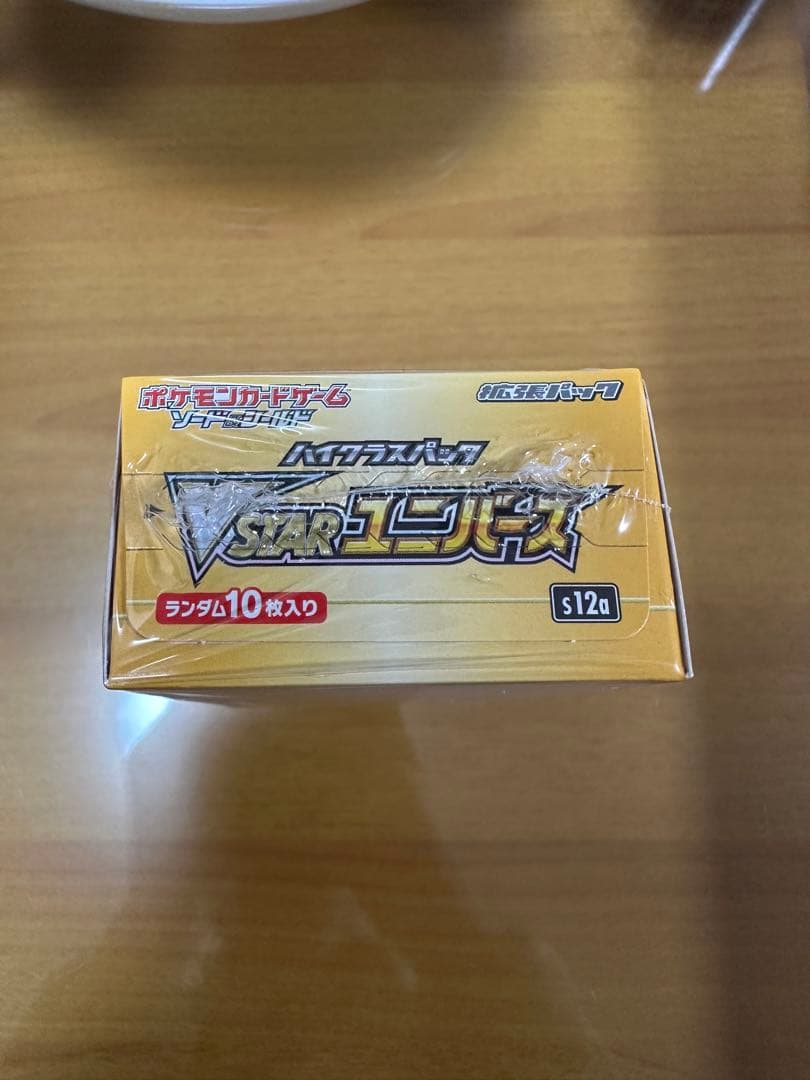 ポケモンカードゲーム
ソード&シールド
拡張パック
ハイクラスパック
VSTARユニバース
ランダム10枚入り
s12a